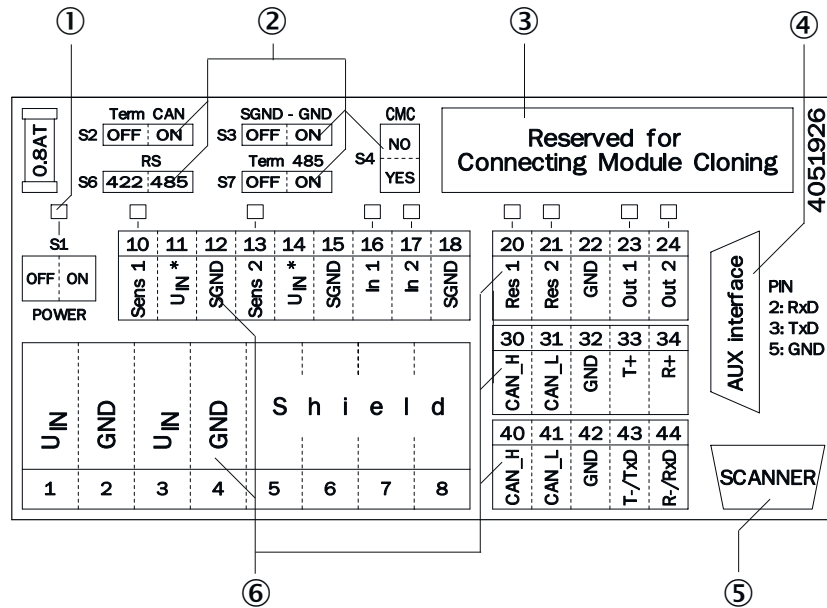 ① ② ③ ④
0.8AT
Term CAN
S2 OFF ON
SGND - GND
S3 OFF ON
CMC
S4 NO
YES
RS
S6 422 485
Term 485
S7 OFF ON
Reserved for
Connecting Module Cloning
4051926
S1
OFF ON
POWER
10 11 12 13 14 15 16 17 18
Sens 1 UIN* SGND Sens 2 UIN* SGND In 1 In 2 SGND
20 21 22 23 24
Res 1 Res 2 GND Out 1 Out 2
30 31 32 33 34
CAN_H CAN_L GND T+ R+
40 41 42 43 44
CAN_H CAN_L GND T-/TxD R-/RxD
AUX interface
PIN
2: RxD
3: TxD
5: GND
UIN GND UIN GND Shield
1 2 3 4 5 6 7 8
SCANNER
⑥ ⑤